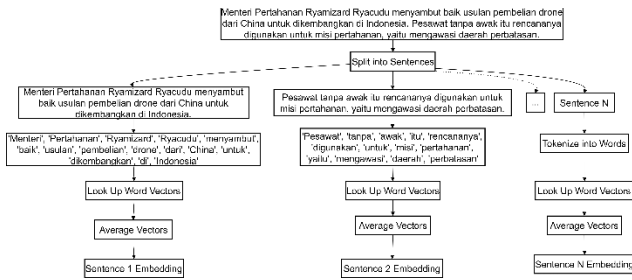 Menteri Pertahanan Ryamizard Ryacudu menyambut baik usulan pembelian drone
dari China untuk dikembangkan di Indonesia. Pesawat tanpa awak itu rencananya
digunakan untuk misi pertahanan, yaitu mengawasi daerah perbatasan.
Split into Sentences
Menteri Pertahanan Ryamizard Ryacudu menyambut
baik usulan pembelian drone dari China untuk
dikembangkan di Indonesia.
Pesawat tanpa awak itu rencananya digunakan untuk
misi pertahanan, yaitu mengawasi daerah perbatasan.
...
Sentence N
'Menteri', 'Pertahanan', 'Ryamizard', 'Ryacudu', 'menyambut',
'baik', 'usulan', 'pembelian', 'drone', 'dari', 'China', 'untuk',
'dikembangkan', 'di', 'Indonesia'
'Pesawat', 'tanpa', 'awak', 'itu', 'rencananya',
'digunakan', 'untuk', 'misi', 'pertahanan',
'yaitu', 'mengawasi', 'daerah', 'perbatasan'
Tokenize into Words
Look Up Word Vectors
Look Up Word Vectors
Look Up Word Vectors
Average Vectors
Average Vectors
Average Vectors
Sentence 1 Embedding
Sentence 2 Embedding
Sentence N Embedding